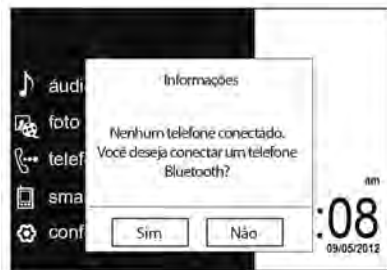 Informações
áudi
foto
Nenhum telefone conectado.
Você deseja conectar um telefone
Bluetooth?
telef
sma
conf
Sim
Não
am
:08
09/05/2012